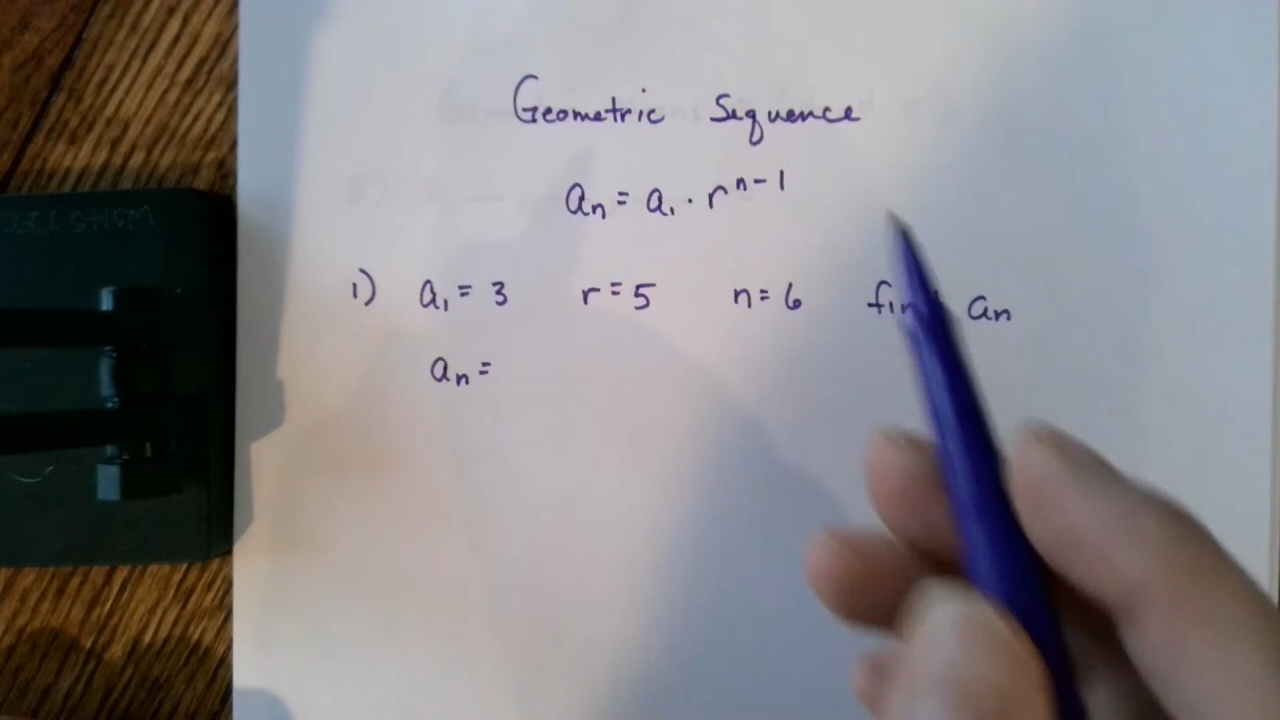 Geometric Sequence
aₙ = a₁ · rⁿ⁻¹
1) a₁ = 3 r = 5 n = 6 aₙ
aₙ =